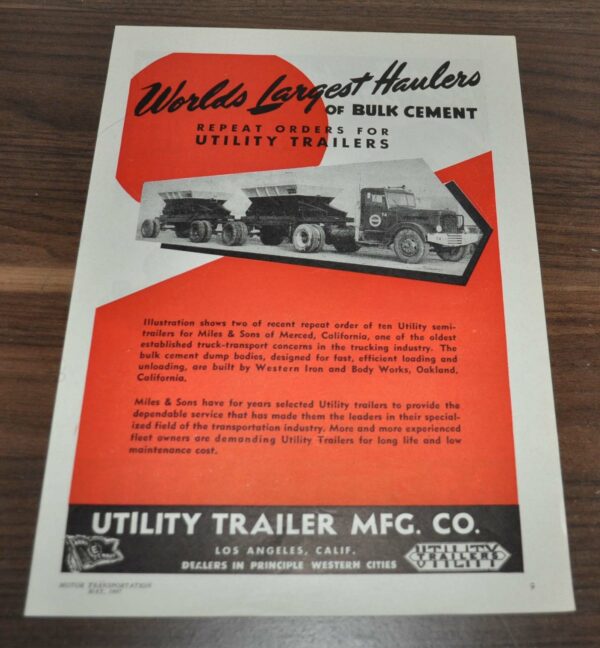 Worlds Largest Haulers
OF BULK CEMENT
REPEAT ORDERS FOR
UTILITY TRAILERS
Illustration shows two of recent repeat order of ten Utility semi-
trailers for Miles & Sons of Merced, California, one of the oldest
established truck-transport concerns in the trucking industry. The
bulk cement dump bodies, designed for fast, efficient loading and
unloading, are built by Western Iron and Body Works, Oakland,
California.
Miles & Sons have for years selected Utility trailers to provide the
dependable service that has made them the leaders in their special-
ized field of the transportation industry. More and more experienced
fleet owners are demanding Utility Trailers for long life and low
maintenance cost.
UTILITY TRAILER MFG. CO.
LOS ANGELES, CALIF.
DEALERS IN PRINCIPLE WESTERN CITIES
E
UTILITY
TRAILERS
MOTOR TRANSPORTATION
MAY, 1947
9